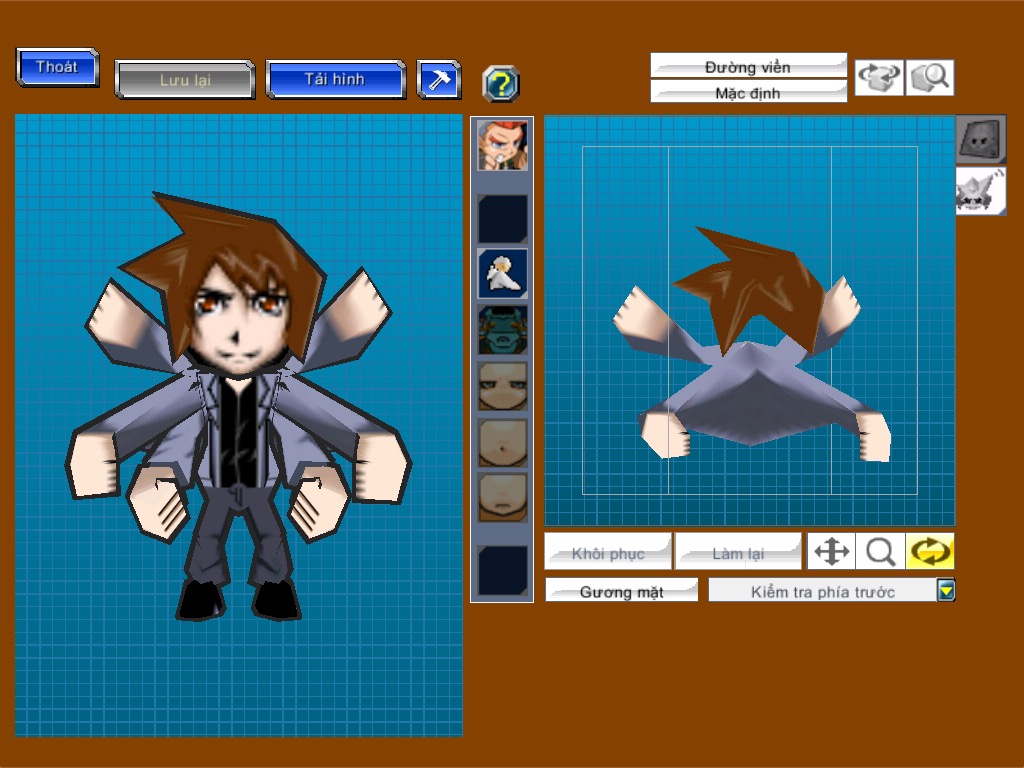 Thoát
Lưu lại
Tải hình
?
Đường viền
Mặc định
Khôi phục
Làm lại
Gương mặt
Kiểm tra phía trước